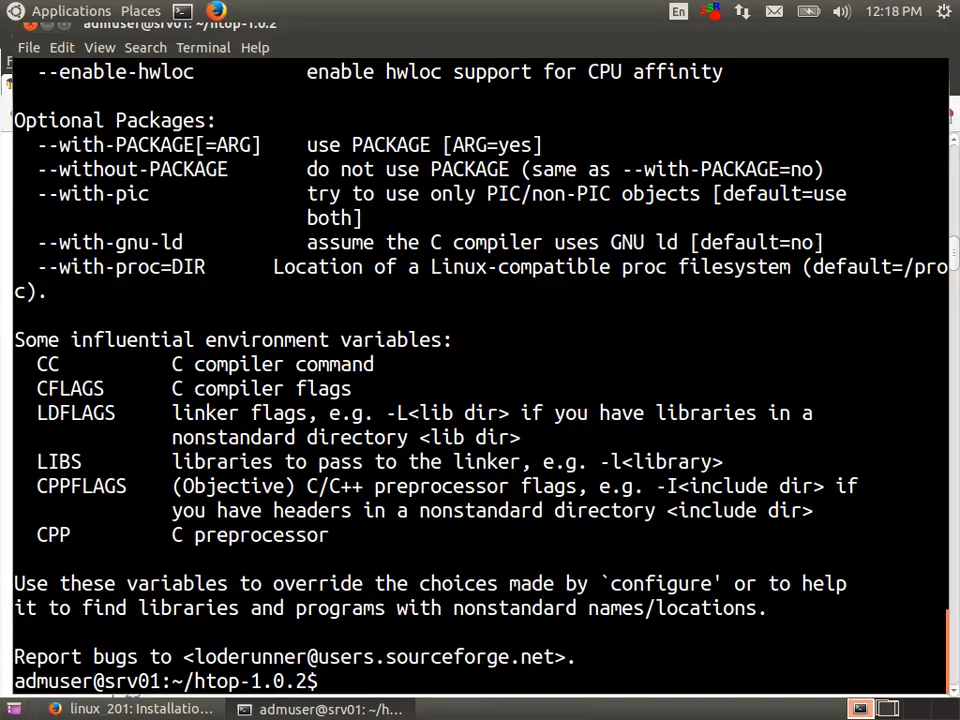 Applications Places En 12:18 PM
admuser@srv01: ~/htop-1.0.2
File Edit View Search Terminal Help
--enable-hwloc enable hwloc support for CPU affinity
Optional Packages:
--with-PACKAGE[=ARG] use PACKAGE [ARG=yes]
--without-PACKAGE do not use PACKAGE (same as --with-PACKAGE=no)
--with-pic try to use only PIC/non-PIC objects [default=use
both]
--with-gnu-ld assume the C compiler uses GNU ld [default=no]
--with-proc=DIR Location of a Linux-compatible proc filesystem (default=/pro
c).
Some influential environment variables:
CC C compiler command
CFLAGS C compiler flags
LDFLAGS linker flags, e.g. -L<lib dir> if you have libraries in a
nonstandard directory <lib dir>
LIBS libraries to pass to the linker, e.g. -l<library>
CPPFLAGS (Objective) C/C++ preprocessor flags, e.g. -I<include dir> if
you have headers in a nonstandard directory <include dir>
CPP C preprocessor
Use these variables to override the choices made by `configure' or to help
it to find libraries and programs with nonstandard names/locations.
Report bugs to <loderunner@users.sourceforge.net>.
admuser@srv01:~/htop-1.0.2$
linux_201: Installatio... admuser@srv01: ~/h...